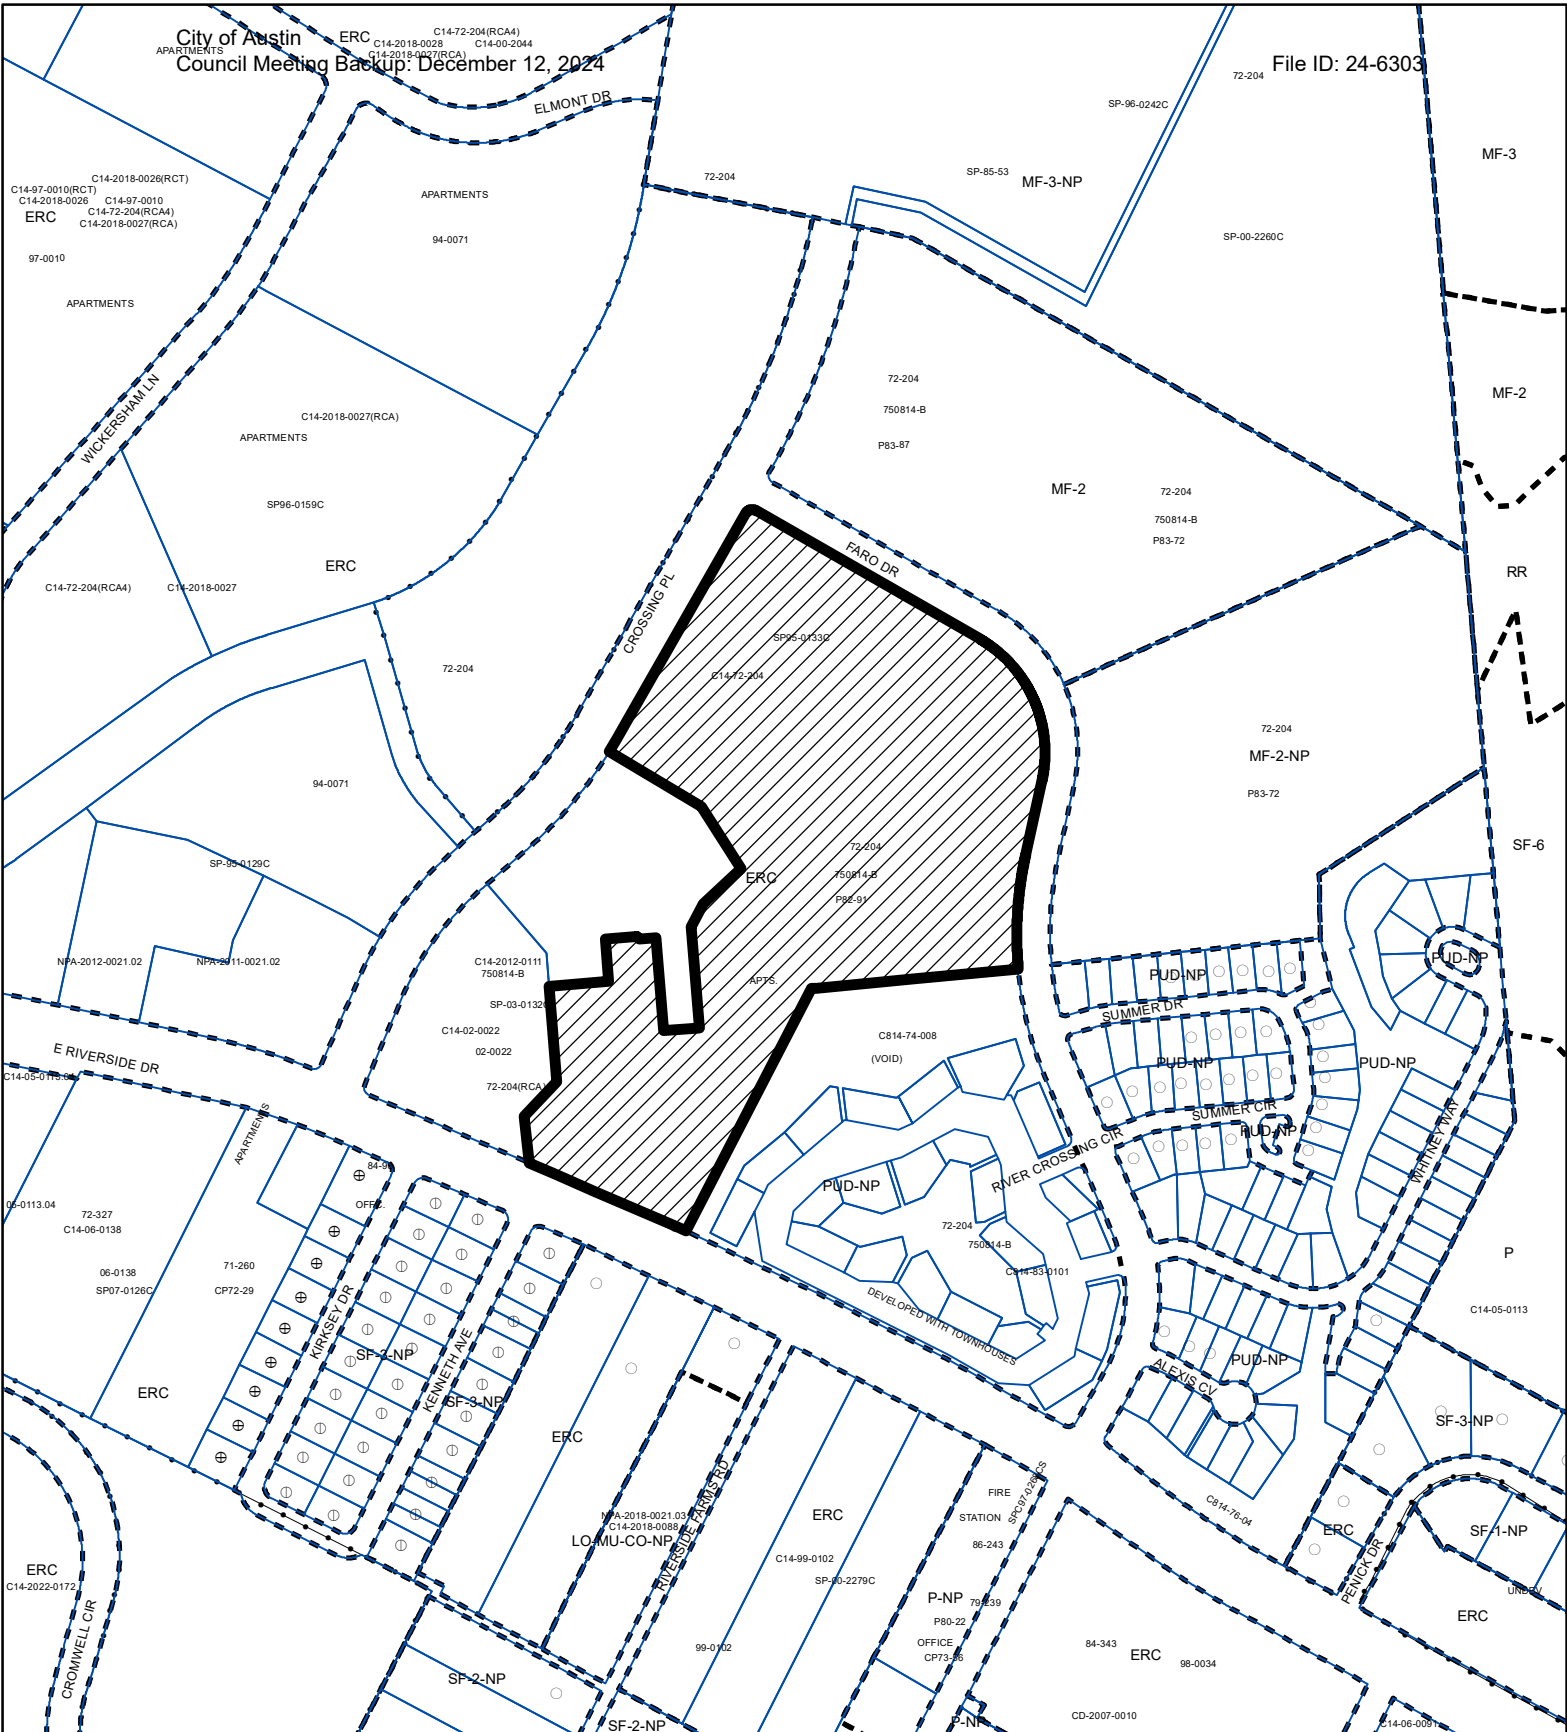 City of Austin
Council Meeting Backup: December 12, 2024
File ID: 24-6303
APARTMENTS
ERC
C14-72-204(RCA4)
C14-2018-0028
C14-00-2044
C14-2018-0027(RCA)
ELMONT DR
72-204
SP-96-0242C
MF-3
C14-2018-0026(RCT)
C14-97-0010(RCT)
C14-2018-0026
C14-97-0010
C14-72-204(RCA4)
ERC
C14-2018-0027(RCA)
97-0010
APARTMENTS
APARTMENTS
94-0071
72-204
SP-85-53
MF-3-NP
SP-00-2260C
WICKERSHAM LN
C14-2018-0027(RCA)
APARTMENTS
SP96-0159C
ERC
C14-72-204(RCA4)
C14-2018-0027
72-204
750814-B
P83-87
MF-2
MF-2
72-204
750814-B
P83-72
RR
FARO DR
CROSSING PL
SP95-0133C
C14-72-204
72-204
72-204
MF-2-NP
P83-72
94-0071
SF-6
SP-95-0129C
72-204
ERC
750814-B
P82-91
NPA-2012-0021.02
NPA-2011-0021.02
C14-2012-0111
750814-B
APTS.
SP-03-0132C
C14-02-0022
02-0022
72-204(RCA)
PUD-NP
PUD-NP
SUMMER DR
C814-74-008
(VOID)
PUD-NP
PUD-NP
E RIVERSIDE DR
SUMMER CIR
PUD-NP
WHITNEY WAY
RIVER CROSSING CIR
APARTMENTS
OFFC.
05-0113.04
72-327
C14-06-0138
PUD-NP
72-204
750814-B
C814-83-0101
DEVELOPED WITH TOWNHOUSES
P
C14-05-0113
06-0138
SP07-0126C
71-260
CP72-29
KIRKSEY DR
SF-3-NP
KENNETH AVE
SF-3-NP
ERC
PUD-NP
ALEXIS CV
SF-3-NP
ERC
RIVERSIDE FARMS RD
NPA-2018-0021.03
C14-2018-0088
LO-MU-CO-NP
ERC
C14-99-0102
SP-00-2279C
FIRE
STATION
86-243
C814-76-04
ERC
SF-1-NP
PENICK DR
UNDEV
ERC
ERC
C14-2022-0172
CROMWELL CIR
P-NP
79-239
P80-22
OFFICE
99-0102
84-343
ERC
98-0034
SF-2-NP
SF-2-NP
P-NP
CD-2007-0010
C14-06-0091